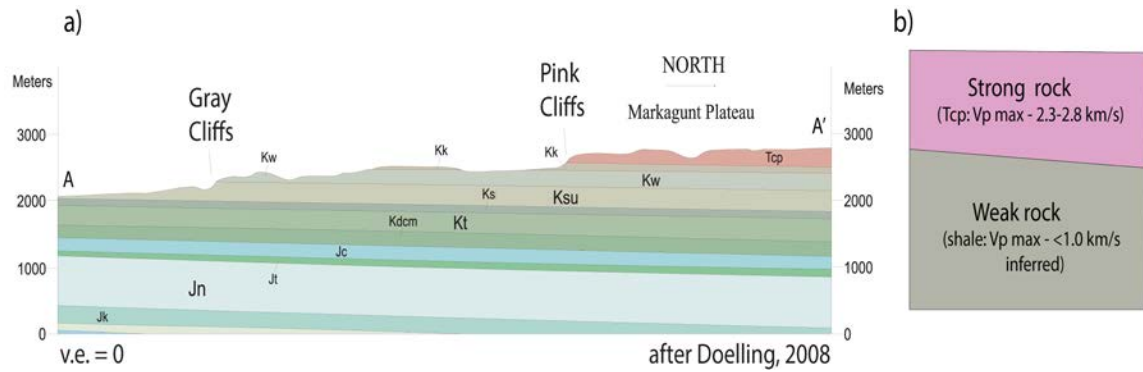 a)
b)
Meters
3000
2000
1000
0
A
Gray
Cliffs
Kw
Kk
Pink
Cliffs
Kk
NORTH
Markagunt Plateau
A'
Tcp
Kw
Ks
Ksu
Kdcm
Kt
Jc
Jt
Jn
Jk
Meters
3000
2000
1000
0
v.e. = 0
after Doelling, 2008
Strong rock
(Tcp: Vp max - 2.3-2.8 km/s)
Weak rock
(shale: Vp max - <1.0 km/s
inferred)